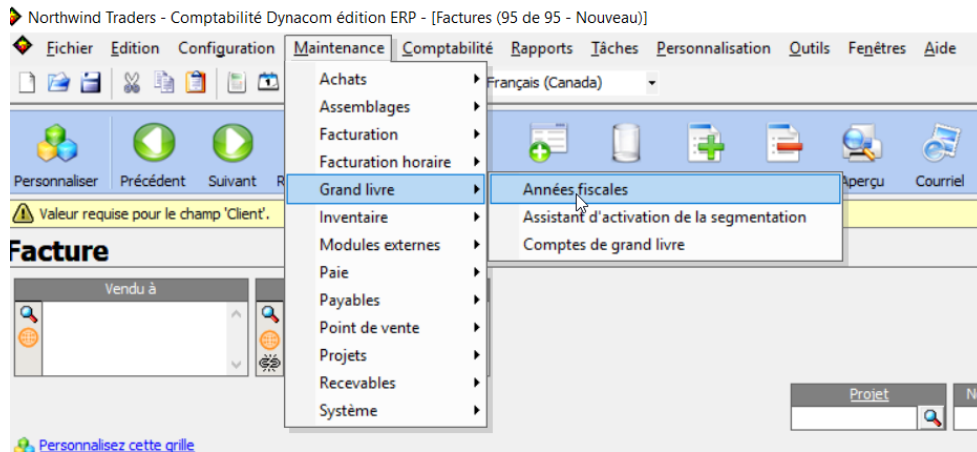 Northwind Traders - Comptabilité Dynacom édition ERP - [Factures (95 de 95 - Nouveau)]
Fichier Edition Configuration Maintenance Comptabilité Rapports Tâches Personnalisation Outils Fenêtres Aide
Français (Canada)
Achats
Assemblages
Facturation
Facturation horaire
Grand livre
Inventaire
Modules externes
Paie
Payables
Point de vente
Projets
Recevables
Système
Années fiscales
Assistant d'activation de la segmentation
Comptes de grand livre
Personnaliser Précédent Suivant Aperçu Courriel
Valeur requise pour le champ 'Client'.
Facture
Vendu à
Projet
Personnalisez cette grille